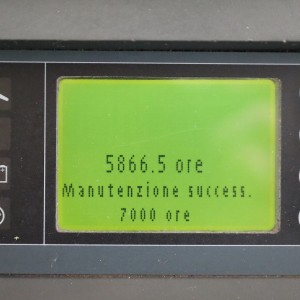 5866.5 ore
Manutenzione success.
7000 ore